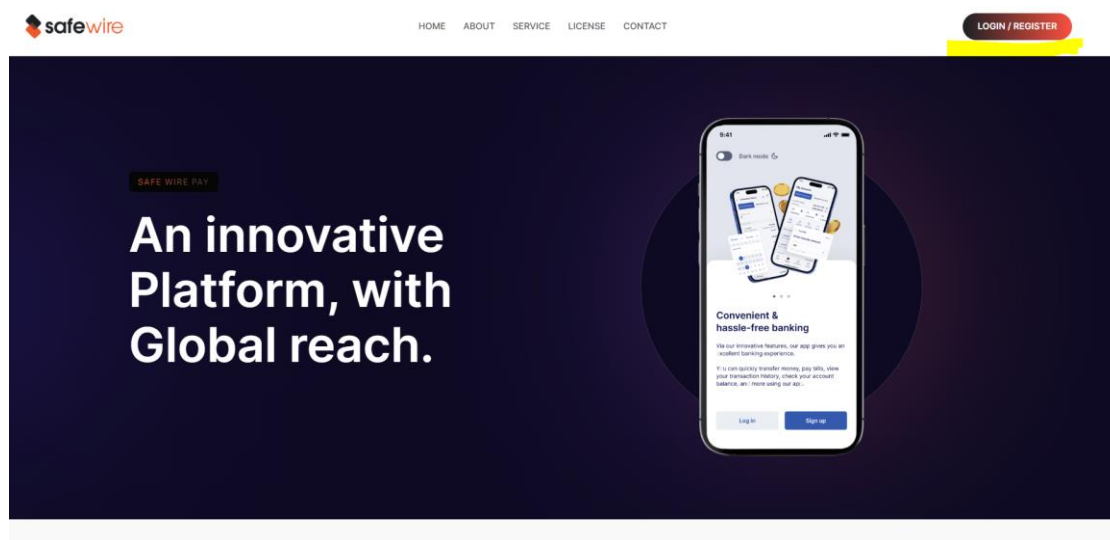 safewire
HOME ABOUT SERVICE LICENSE CONTACT
LOGIN / REGISTER
SAFE WIRE PAY
An innovative
Platform, with
Global reach.
9:41
Dark mode
Convenient &
hassle-free banking
Via our innovative features, our app gives you an
excellent banking experience.
You can quickly transfer money, pay bills, view
your transaction history, check your account
balance, and more using our app.
Log in Sign up